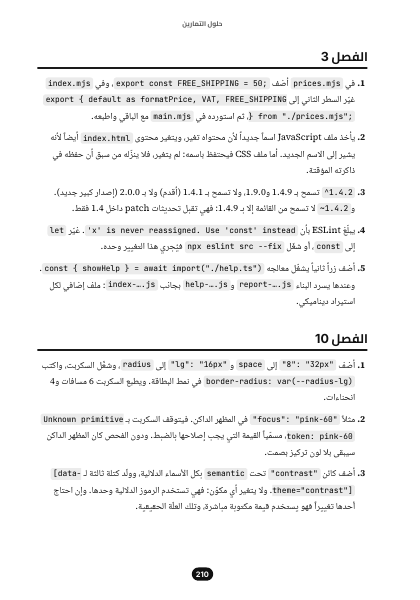 حلول التمارين
الفصل 3
1. في prices.mjs أضف export const FREE_SHIPPING = 50; ، وفي index.mjs
غيّر السطر الثاني إلى export { default as formatPrice, VAT, FREE_SHIPPING
} from "./prices.mjs";، ثم استورده في main.mjs مع الباقي واطبعه.
2. يأخذ ملف JavaScript اسماً جديداً لأن محتواه تغير، ويتغير محتوى index.html أيضاً لأنه
يشير إلى الاسم الجديد. أما ملف CSS فيحتفظ باسمه: لم يتغير، فلا ينزّله من سبق أن حفظه في
ذاكرته المؤقتة.
3. ^1.4.2 تسمح بـ 1.4.9 و1.9.0، ولا تسمح بـ 1.4.1 (أقدم) ولا بـ 2.0.0 (إصدار كبير جديد).
و ~1.4.2 لا تسمح من القائمة إلا بـ 1.4.9: فهي تقبل تحديثات patch داخل 1.4 فقط.
4. يبلّغ ESLint بأن 'x' is never reassigned. Use 'const' instead . غيّر let
إلى const ، أو شغّل npx eslint src --fix فيُجري هذا التغيير وحده.
5. أضف زراً ثانياً يشغّل معالجه const { showHelp } = await import("./help.ts") .
وعندها يسرد البناء report-….js و help-….js بجانب index-….js : ملف إضافي لكل
استيراد ديناميكي.
الفصل 10
1. أضف "8": "32px" إلى space و "lg": "16px" إلى radius ، وشغّل السكربت، واكتب
border-radius: var(--radius-lg) في نمط البطاقة. ويطبع السكربت 6 مسافات و4
انحناءات.
2. مثلاً "focus": "pink-60" في المظهر الداكن. فيتوقف السكربت بـ Unknown primitive
token: pink-60، مسمّياً القيمة التي يجب إصلاحها بالضبط. ودون الفحص كان المظهر الداكن
سيبقى بلا لون تركيز بصمت.
3. أضف كائن "contrast" تحت semantic بكل الأسماء الدلالية، وولّد كتلة ثالثة لـ [data-
theme="contrast"]. ولا يتغير أي مكوّن: فهي تستخدم الرموز الدلالية وحدها. وإن احتاج
أحدها تغييراً فهو يستخدم قيمة مكتوبة مباشرة، وتلك العلّة الحقيقية.
210